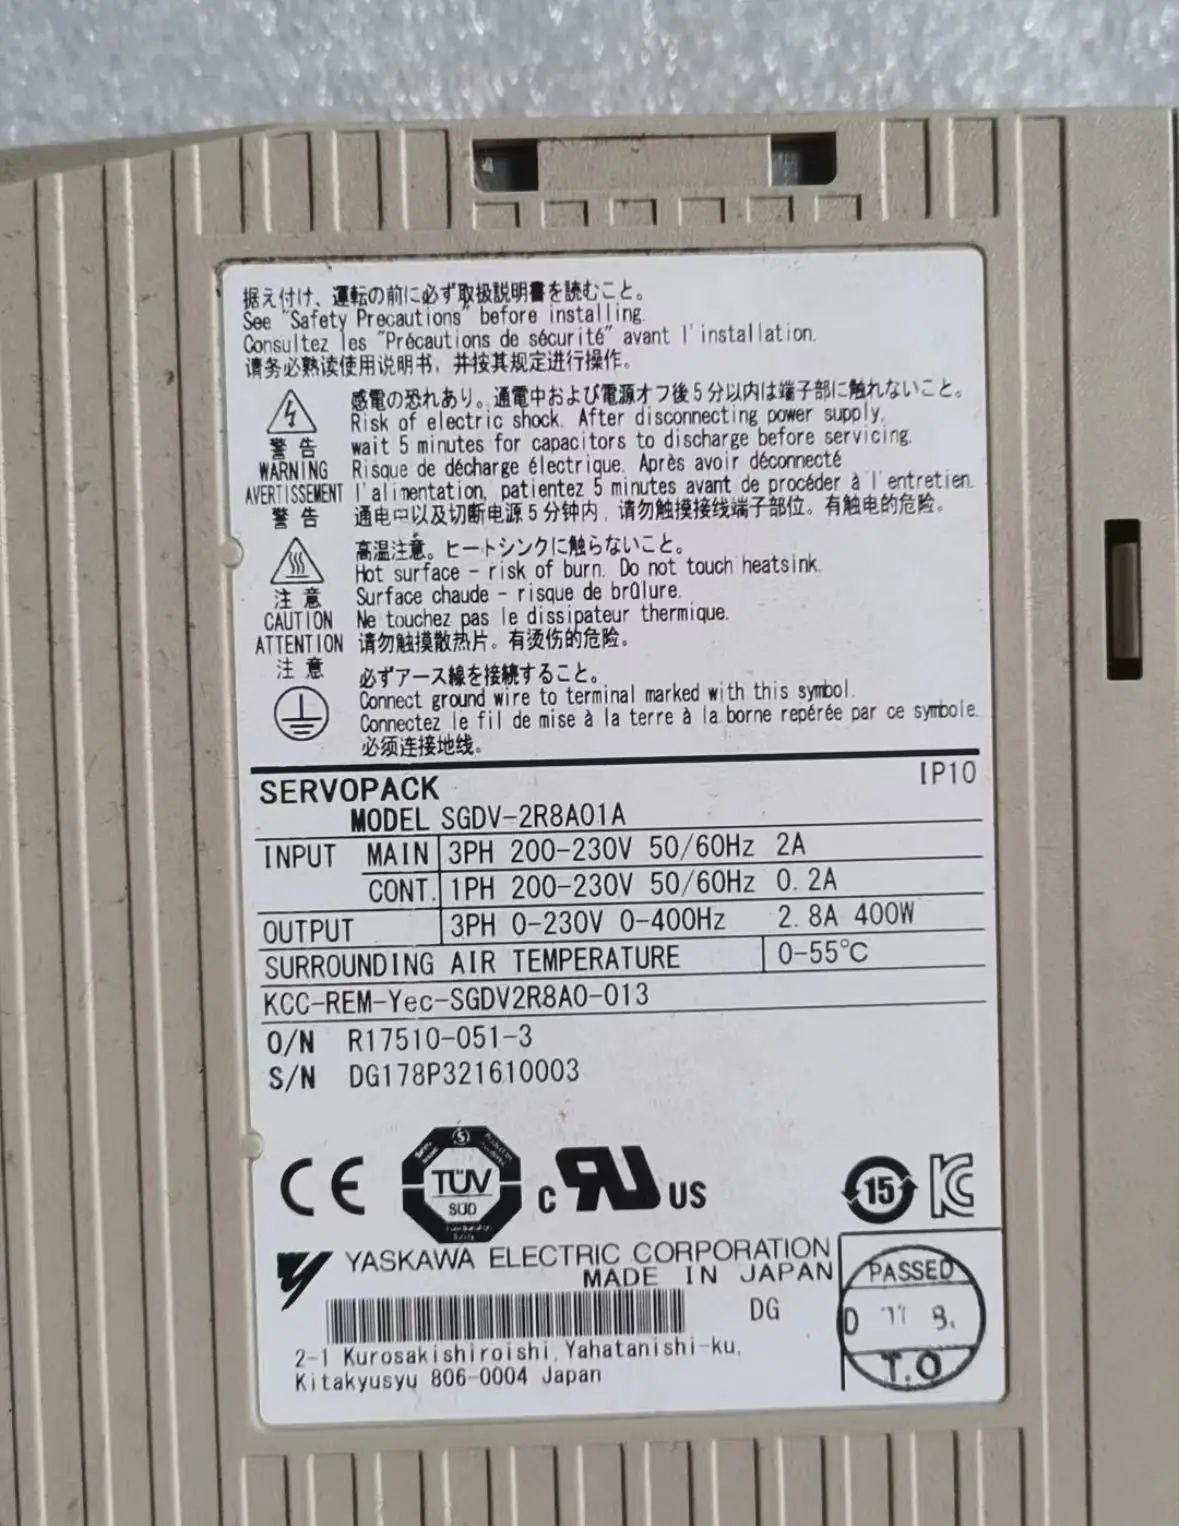 据え付け、運転の前に必ず取扱説明書を読むこと。
See "Safety Precautions" before installing.
Consultez les "Précautions de sécurité" avant l'installation.
请务必熟读使用说明书，并按其规定进行操作。
警告
WARNING
AVERTISSEMENT
警告
感電の恐れあり。通電中および電源オフ後5分以内は端子部に触れないこと。
Risk of electric shock. After disconnecting power supply,
wait 5 minutes for capacitors to discharge before servicing.
Risque de décharge électrique. Après avoir déconnecté
l'alimentation, patientez 5 minutes avant de procéder à l'entretien.
通电中以及切断电源5分钟内，请勿触摸接线端子部位。有触电的危险。
注意
CAUTION
ATTENTION
注意
高温注意。ヒートシンクに触らないこと。
Hot surface - risk of burn. Do not touch heatsink.
Surface chaude - risque de brûlure.
Ne touchez pas le dissipateur thermique.
请勿触摸散热片。有烫伤的危险。
必ずアース線を接続すること。
Connect ground wire to terminal marked with this symbol.
Connectez le fil de mise à la terre à la borne repérée par ce symbole.
必须连接地线。
SERVOPACK IP10
MODEL SGDV-2R8A01A
INPUT MAIN 3PH 200-230V 50/60Hz 2A
CONT. 1PH 200-230V 50/60Hz 0.2A
OUTPUT 3PH 0-230V 0-400Hz 2.8A 400W
SURROUNDING AIR TEMPERATURE 0-55℃
KCC-REM-Yec-SGDV2R8A0-013
O/N R17510-051-3
S/N DG178P321610003
CE TÜV SÜD c RU US 15 KC
YASKAWA ELECTRIC CORPORATION
MADE IN JAPAN
DG
2-1 Kurosakishiroishi, Yahatanishi-ku,
Kitakyusyu 806-0004 Japan
PASSED
D '17 8.
T.O